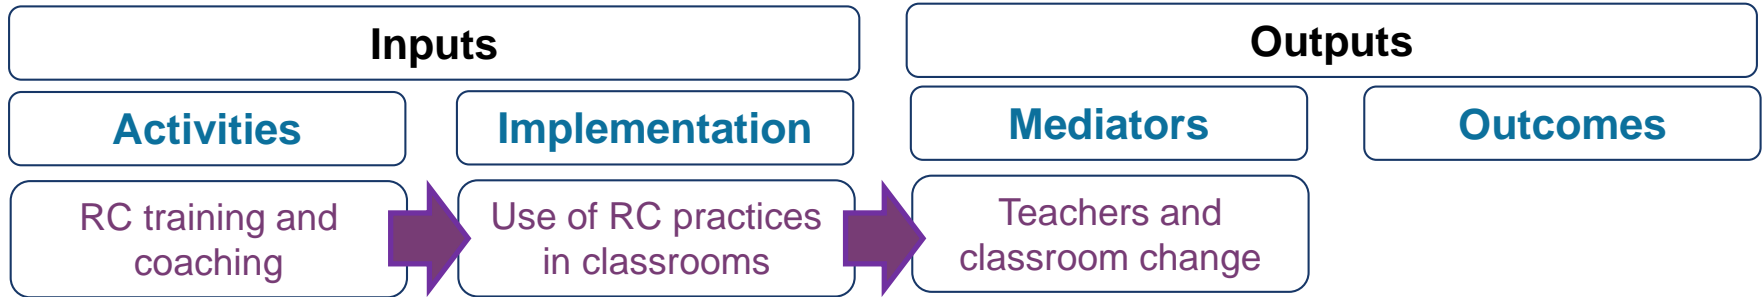 Inputs
Outputs
Activities
Implementation
Mediators
Outcomes
RC training and
coaching
Use of RC practices
in classrooms
Teachers and
classroom change